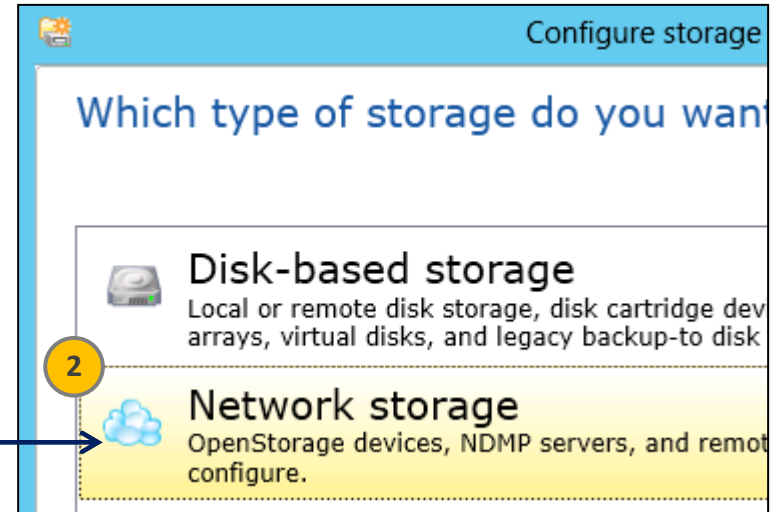 Configure storage
Which type of storage do you want
Disk-based storage
Local or remote disk storage, disk cartridge dev
arrays, virtual disks, and legacy backup-to disk
2
Network storage
OpenStorage devices, NDMP servers, and remot
configure.